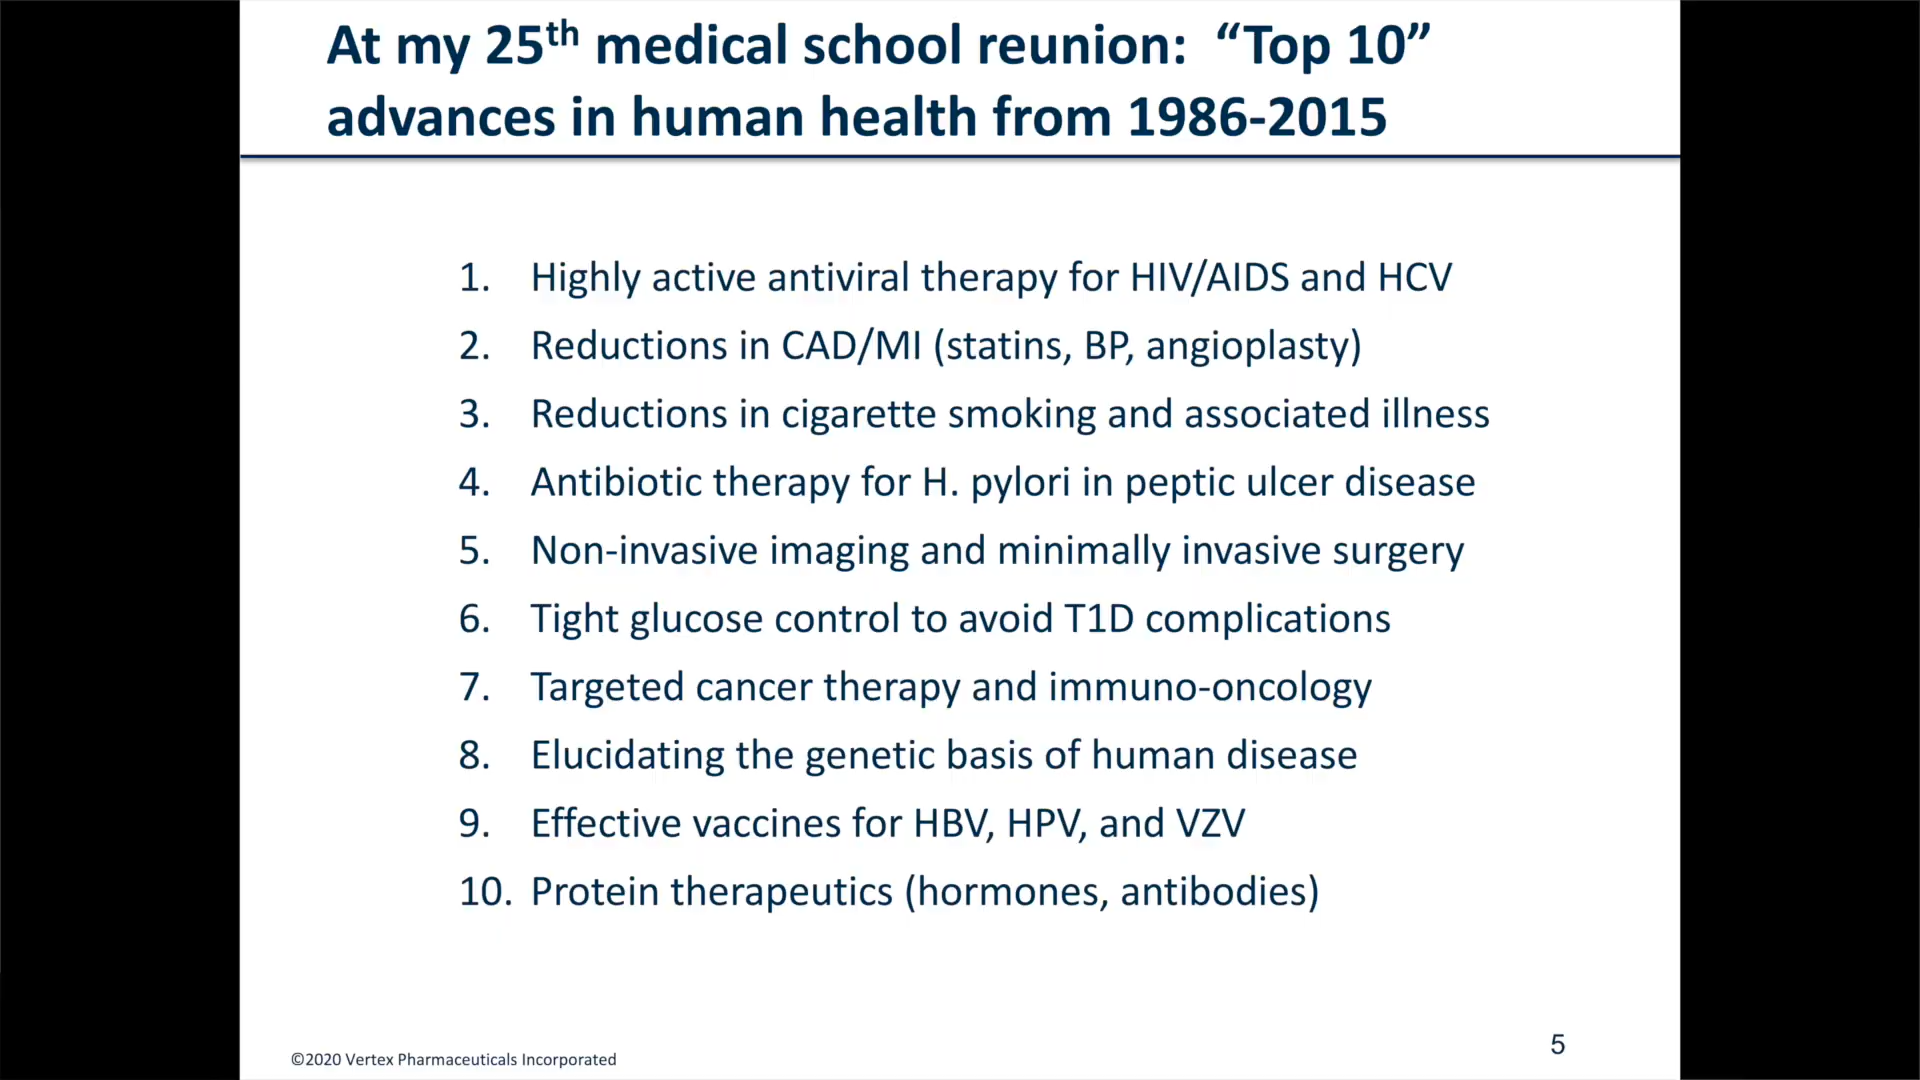 At my 25th medical school reunion: “Top 10”
advances in human health from 1986-2015
1. Highly active antiviral therapy for HIV/AIDS and HCV
2. Reductions in CAD/MI (statins, BP, angioplasty)
3. Reductions in cigarette smoking and associated illness
4. Antibiotic therapy for H. pylori in peptic ulcer disease
5. Non-invasive imaging and minimally invasive surgery
6. Tight glucose control to avoid T1D complications
7. Targeted cancer therapy and immuno-oncology
8. Elucidating the genetic basis of human disease
9. Effective vaccines for HBV, HPV, and VZV
10. Protein therapeutics (hormones, antibodies)
©2020 Vertex Pharmaceuticals Incorporated
5